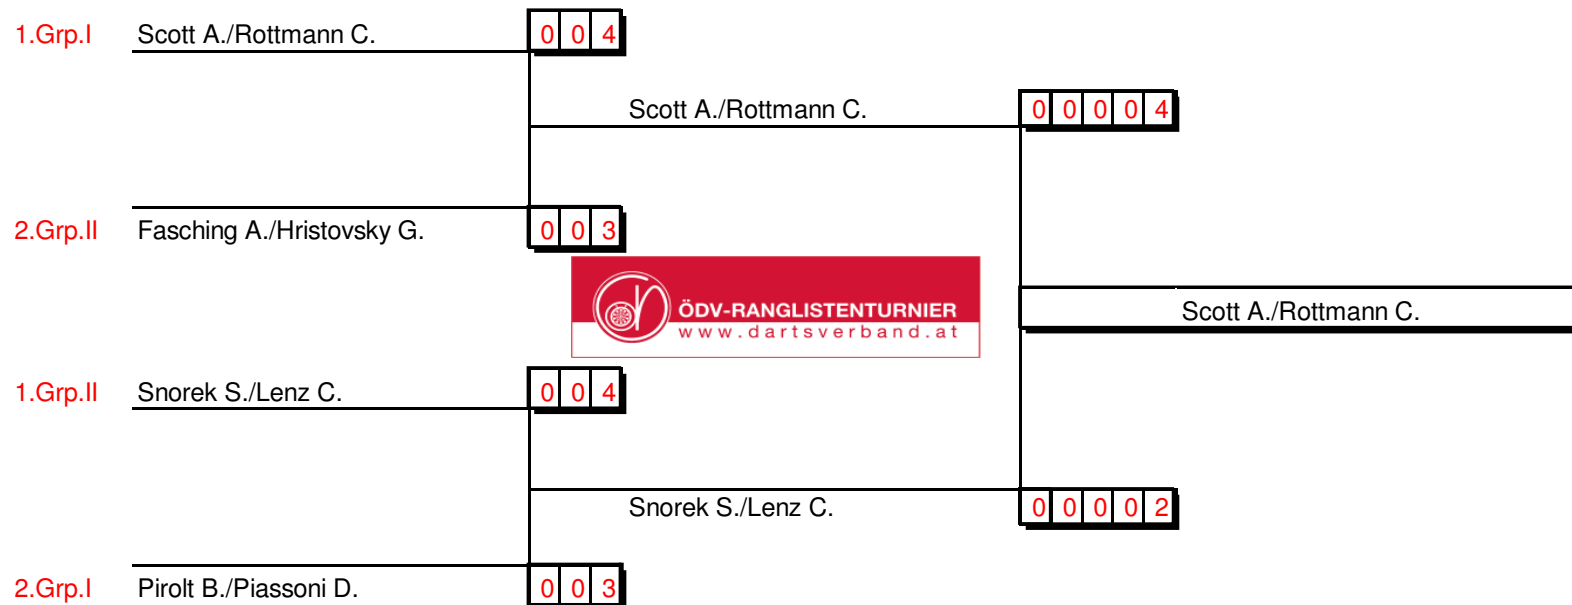 1.Grp.I Scott A./Rottmann C. 0 0 4
Scott A./Rottmann C. 0 0 0 0 4
2.Grp.II Fasching A./Hristovsky G. 0 0 3
ÖDV-RANGLISTENTURNIER
www.dartsverband.at
Scott A./Rottmann C.
1.Grp.II Snorek S./Lenz C. 0 0 4
Snorek S./Lenz C. 0 0 0 0 2
2.Grp.I Pirolt B./Piassoni D. 0 0 3